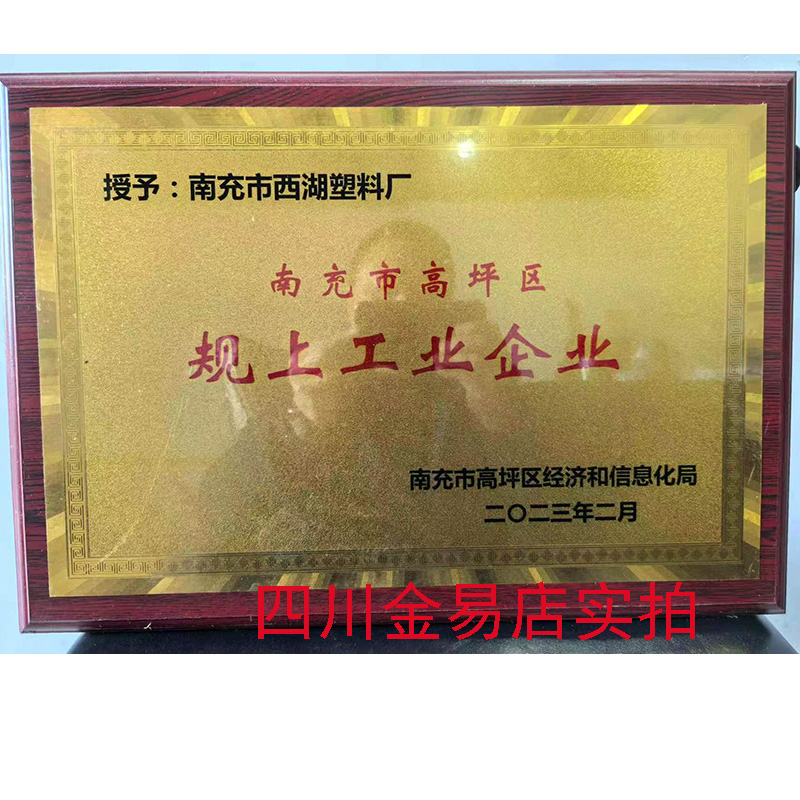 授予：南充市西湖塑料厂
南充市高坪区
规上工业企业
南充市高坪区经济和信息化局
二〇二三年二月
四川金易店实拍